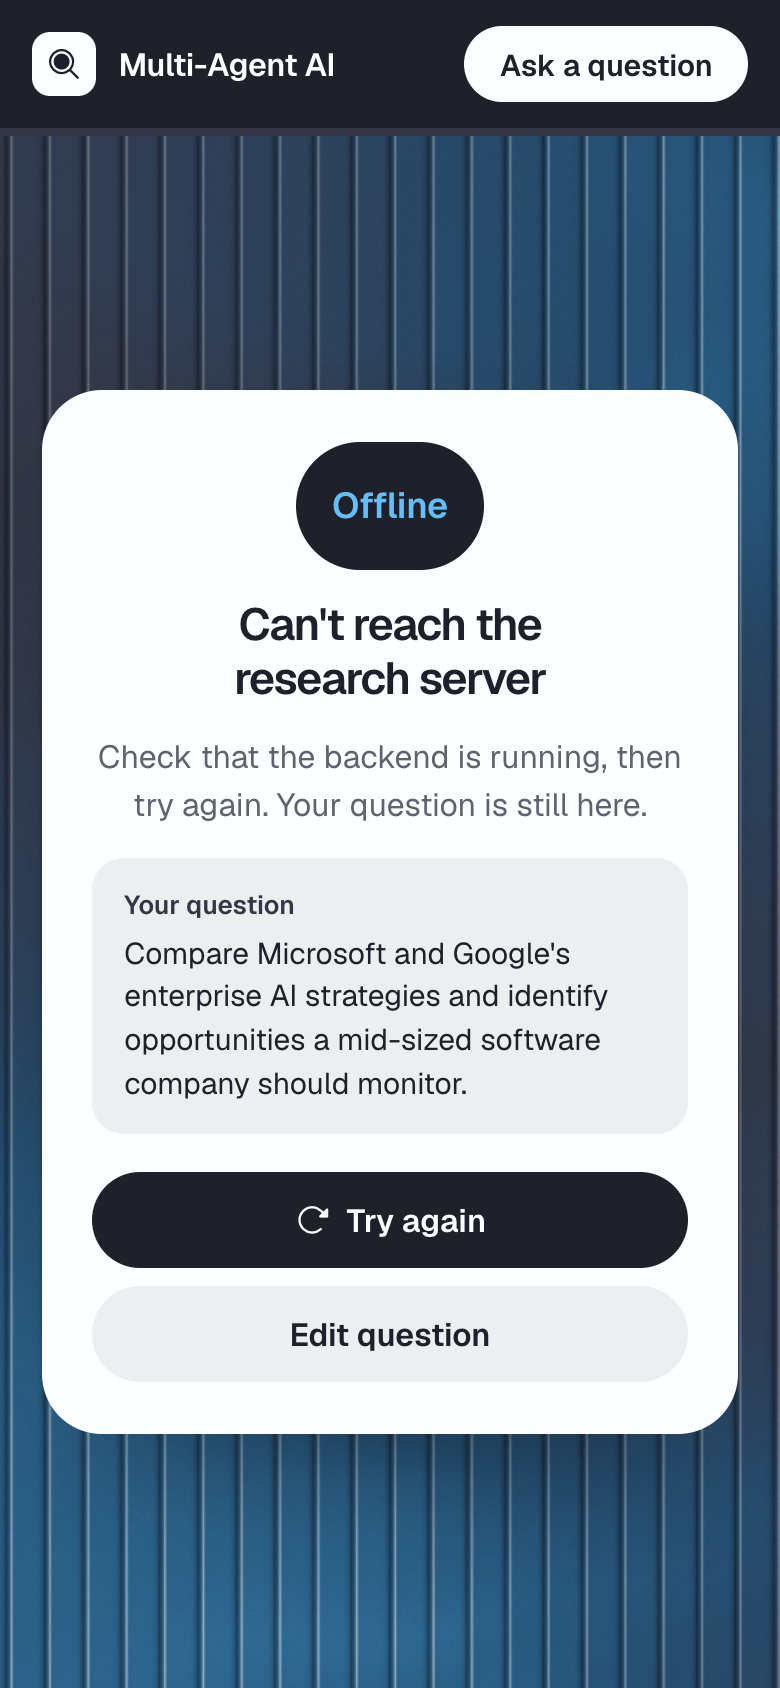 Multi-Agent AI
Ask a question
Offline
Can't reach the
research server
Check that the backend is running, then
try again. Your question is still here.
Your question
Compare Microsoft and Google's
enterprise AI strategies and identify
opportunities a mid-sized software
company should monitor.
Try again
Edit question